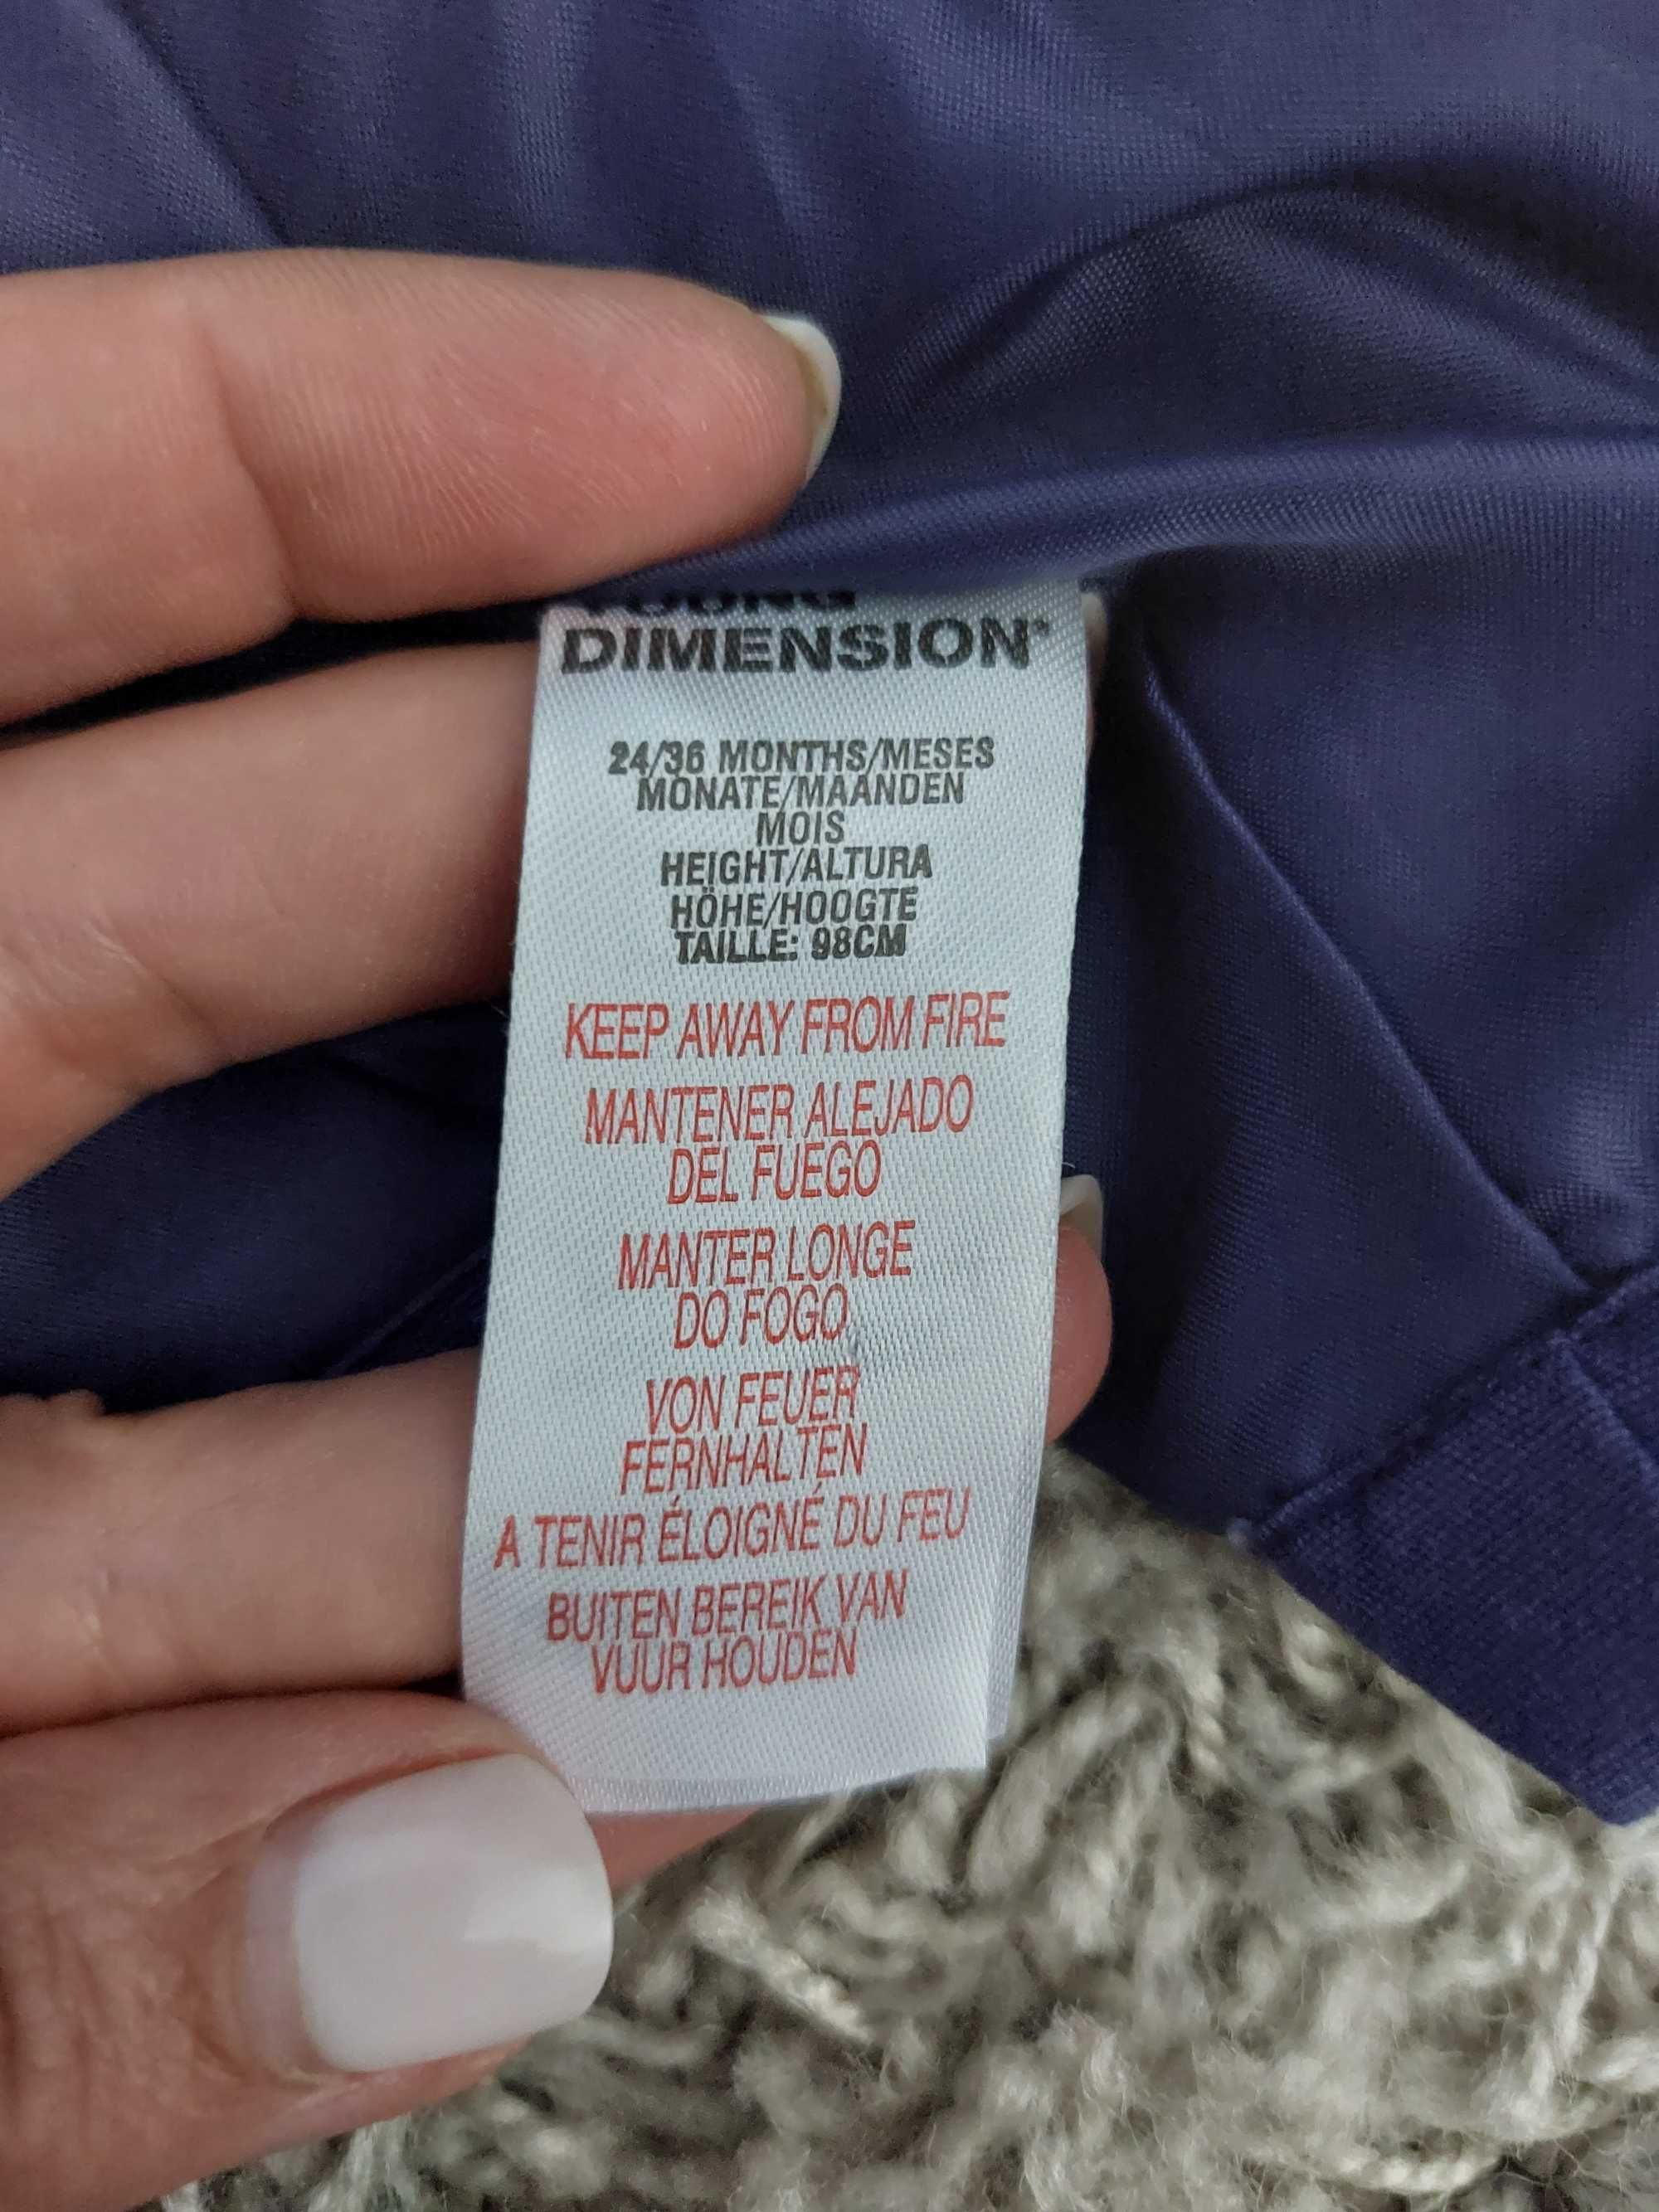 YOUNG
DIMENSION®
24/36 MONTHS/MESES
MONATE/MAANDEN
MOIS
HEIGHT/ALTURA
HÖHE/HOOGTE
TAILLE: 98CM
KEEP AWAY FROM FIRE
MANTENER ALEJADO
DEL FUEGO
MANTER LONGE
DO FOGO
VON FEUER
FERNHALTEN
A TENIR ÉLOIGNÉ DU FEU
BUITEN BEREIK VAN
VUUR HOUDEN